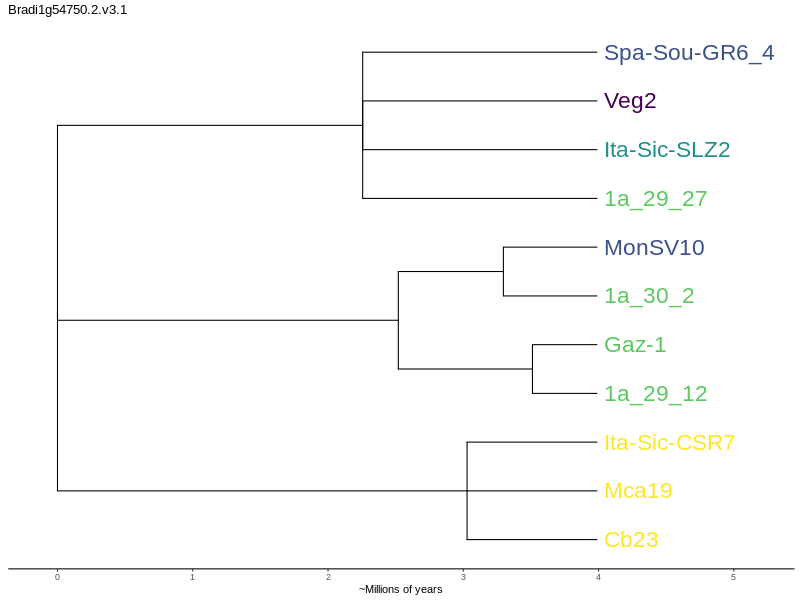 Bradi1g54750.2.v3.1
Spa-Sou-GR6_4
Veg2
Ita-Sic-SLZ2
1a_29_27
MonSV10
1a_30_2
Gaz-1
1a_29_12
Ita-Sic-CSR7
Mca19
Cb23
0 1 2 3 4 5
~Millions of years